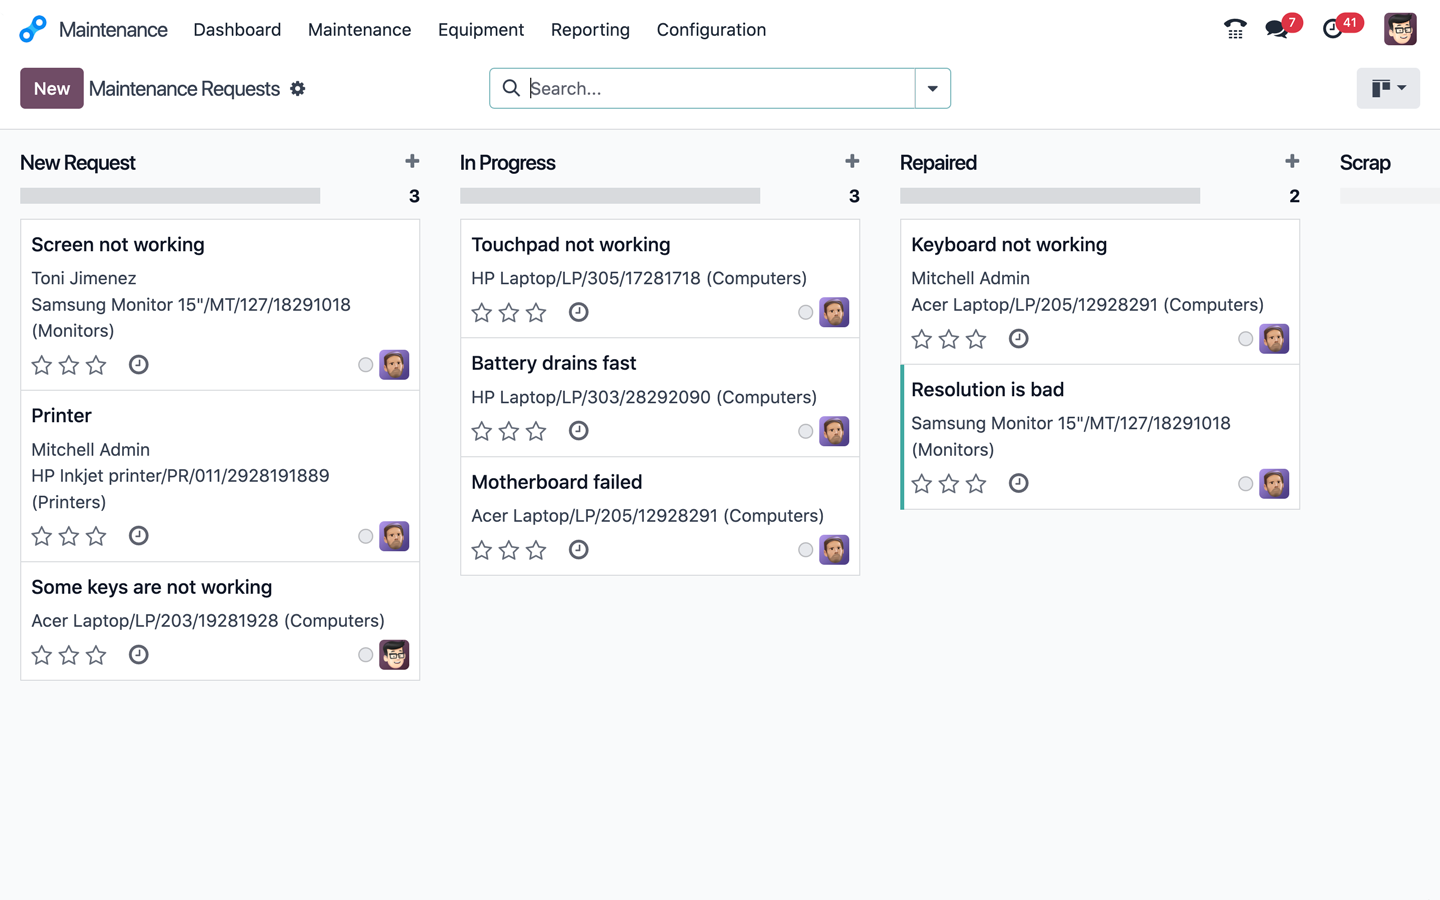 Maintenance Dashboard Maintenance Equipment Reporting Configuration 7 41
New Maintenance Requests Search...
New Request
3
Screen not working
Toni Jimenez
Samsung Monitor 15"/MT/127/18291018
(Monitors)
Printer
Mitchell Admin
HP Inkjet printer/PR/011/2928191889
(Printers)
Some keys are not working
Acer Laptop/LP/203/19281928 (Computers)
In Progress
3
Touchpad not working
HP Laptop/LP/305/17281718 (Computers)
Battery drains fast
HP Laptop/LP/303/28292090 (Computers)
Motherboard failed
Acer Laptop/LP/205/12928291 (Computers)
Repaired
2
Keyboard not working
Mitchell Admin
Acer Laptop/LP/205/12928291 (Computers)
Resolution is bad
Samsung Monitor 15"/MT/127/18291018
(Monitors)
Scrap